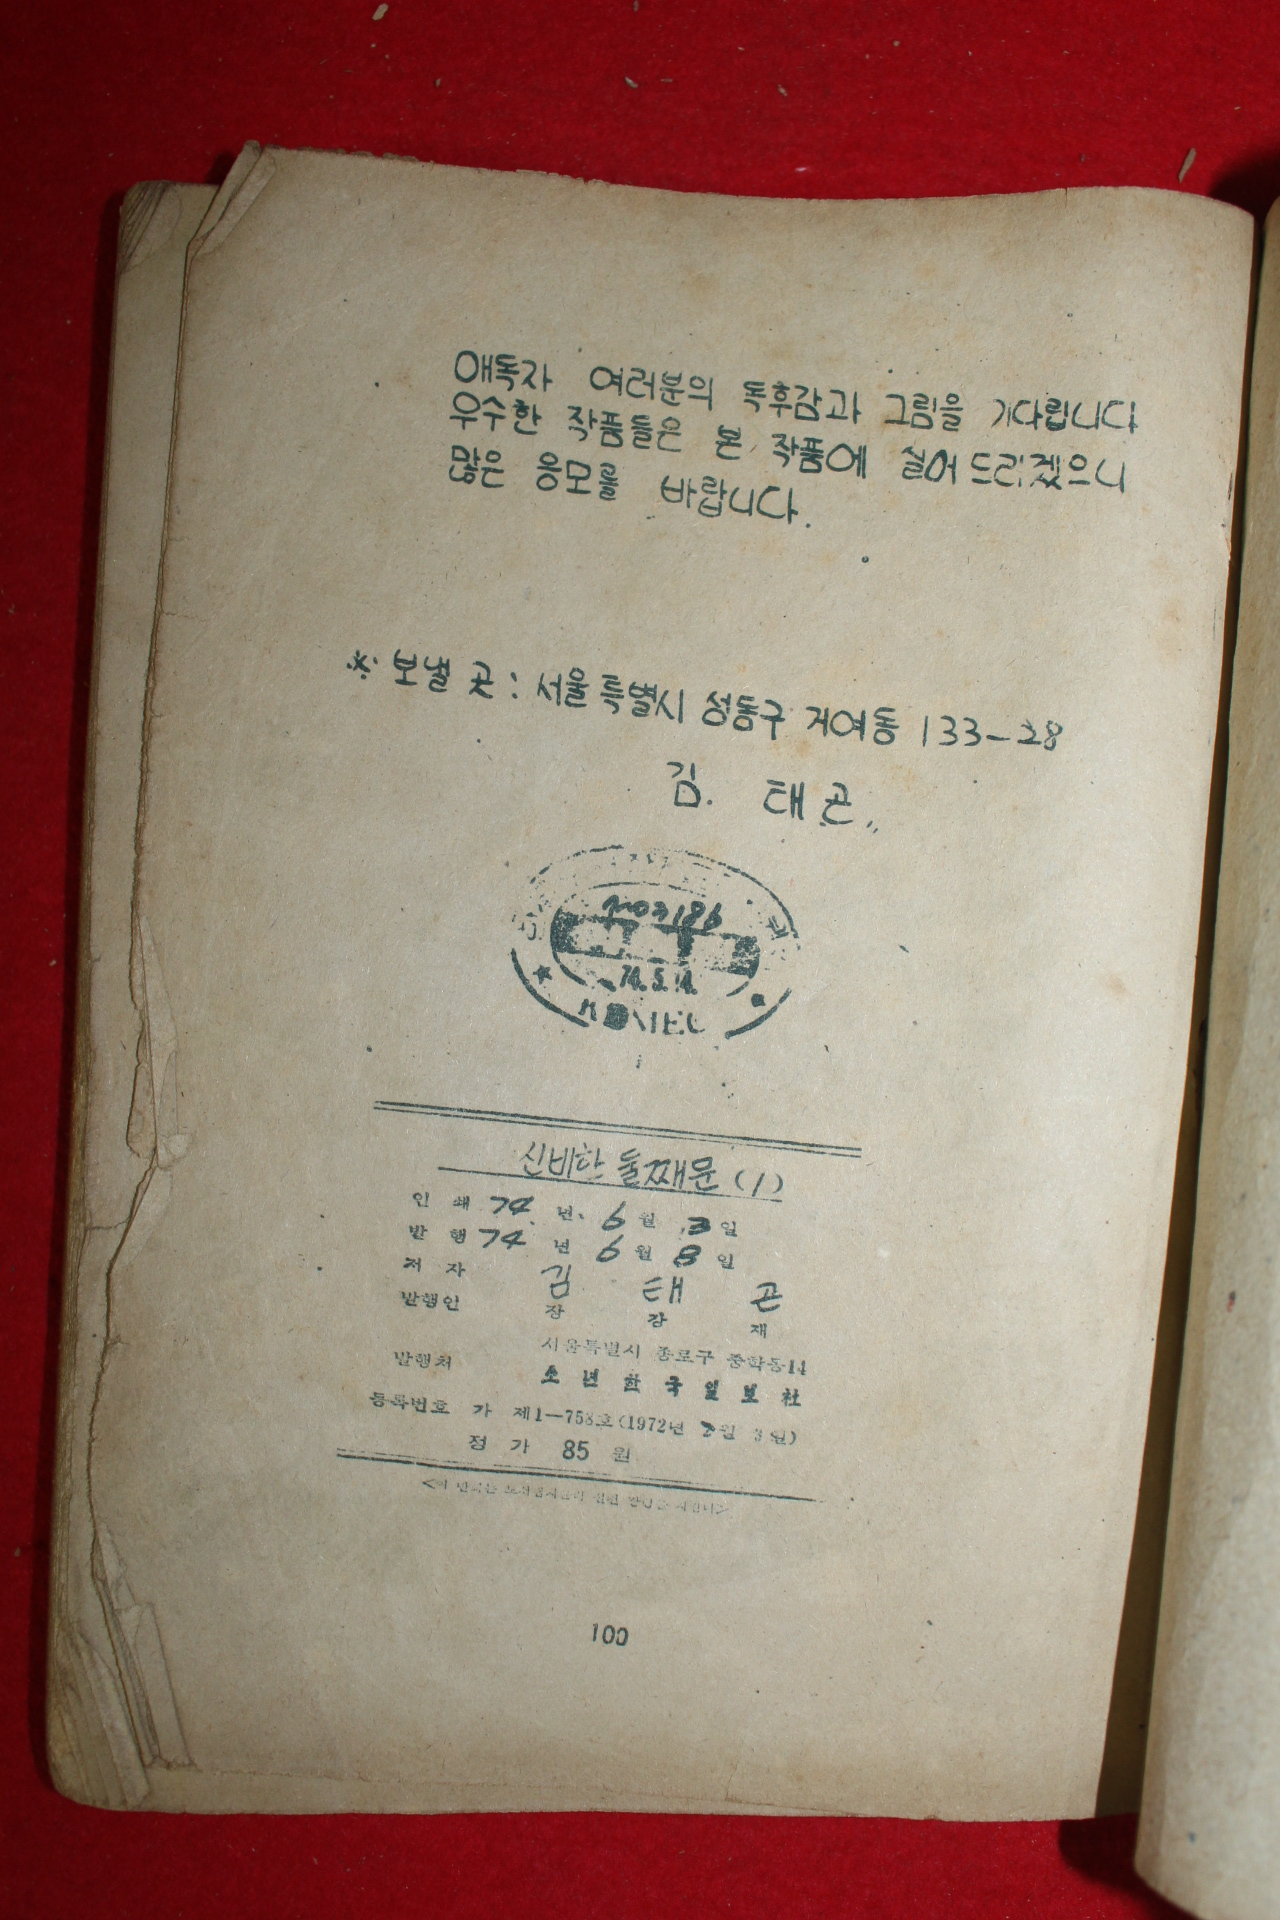 애독자 여러분의 독후감과 그림을 기다립니다
우수한 작품들은 본 작품에 실어 드리겠으니
많은 응모를 바랍니다.
※ 보낼 곳 : 서울특별시 성동구 거여동 133-28
김. 태곤.
74.5.14.
신비한 둘째문 (1)
인 쇄 74 년. 6 월 3 일
발 행 74 년 6 월 8 일
저 자 김 태 곤
발행인 장 강 재
서울특별시 종로구 중학동14
발행처 소 년 한 국 일 보 社
등록번호 가 제1-758호(1972년 2월 3일)
정 가 85 원
100